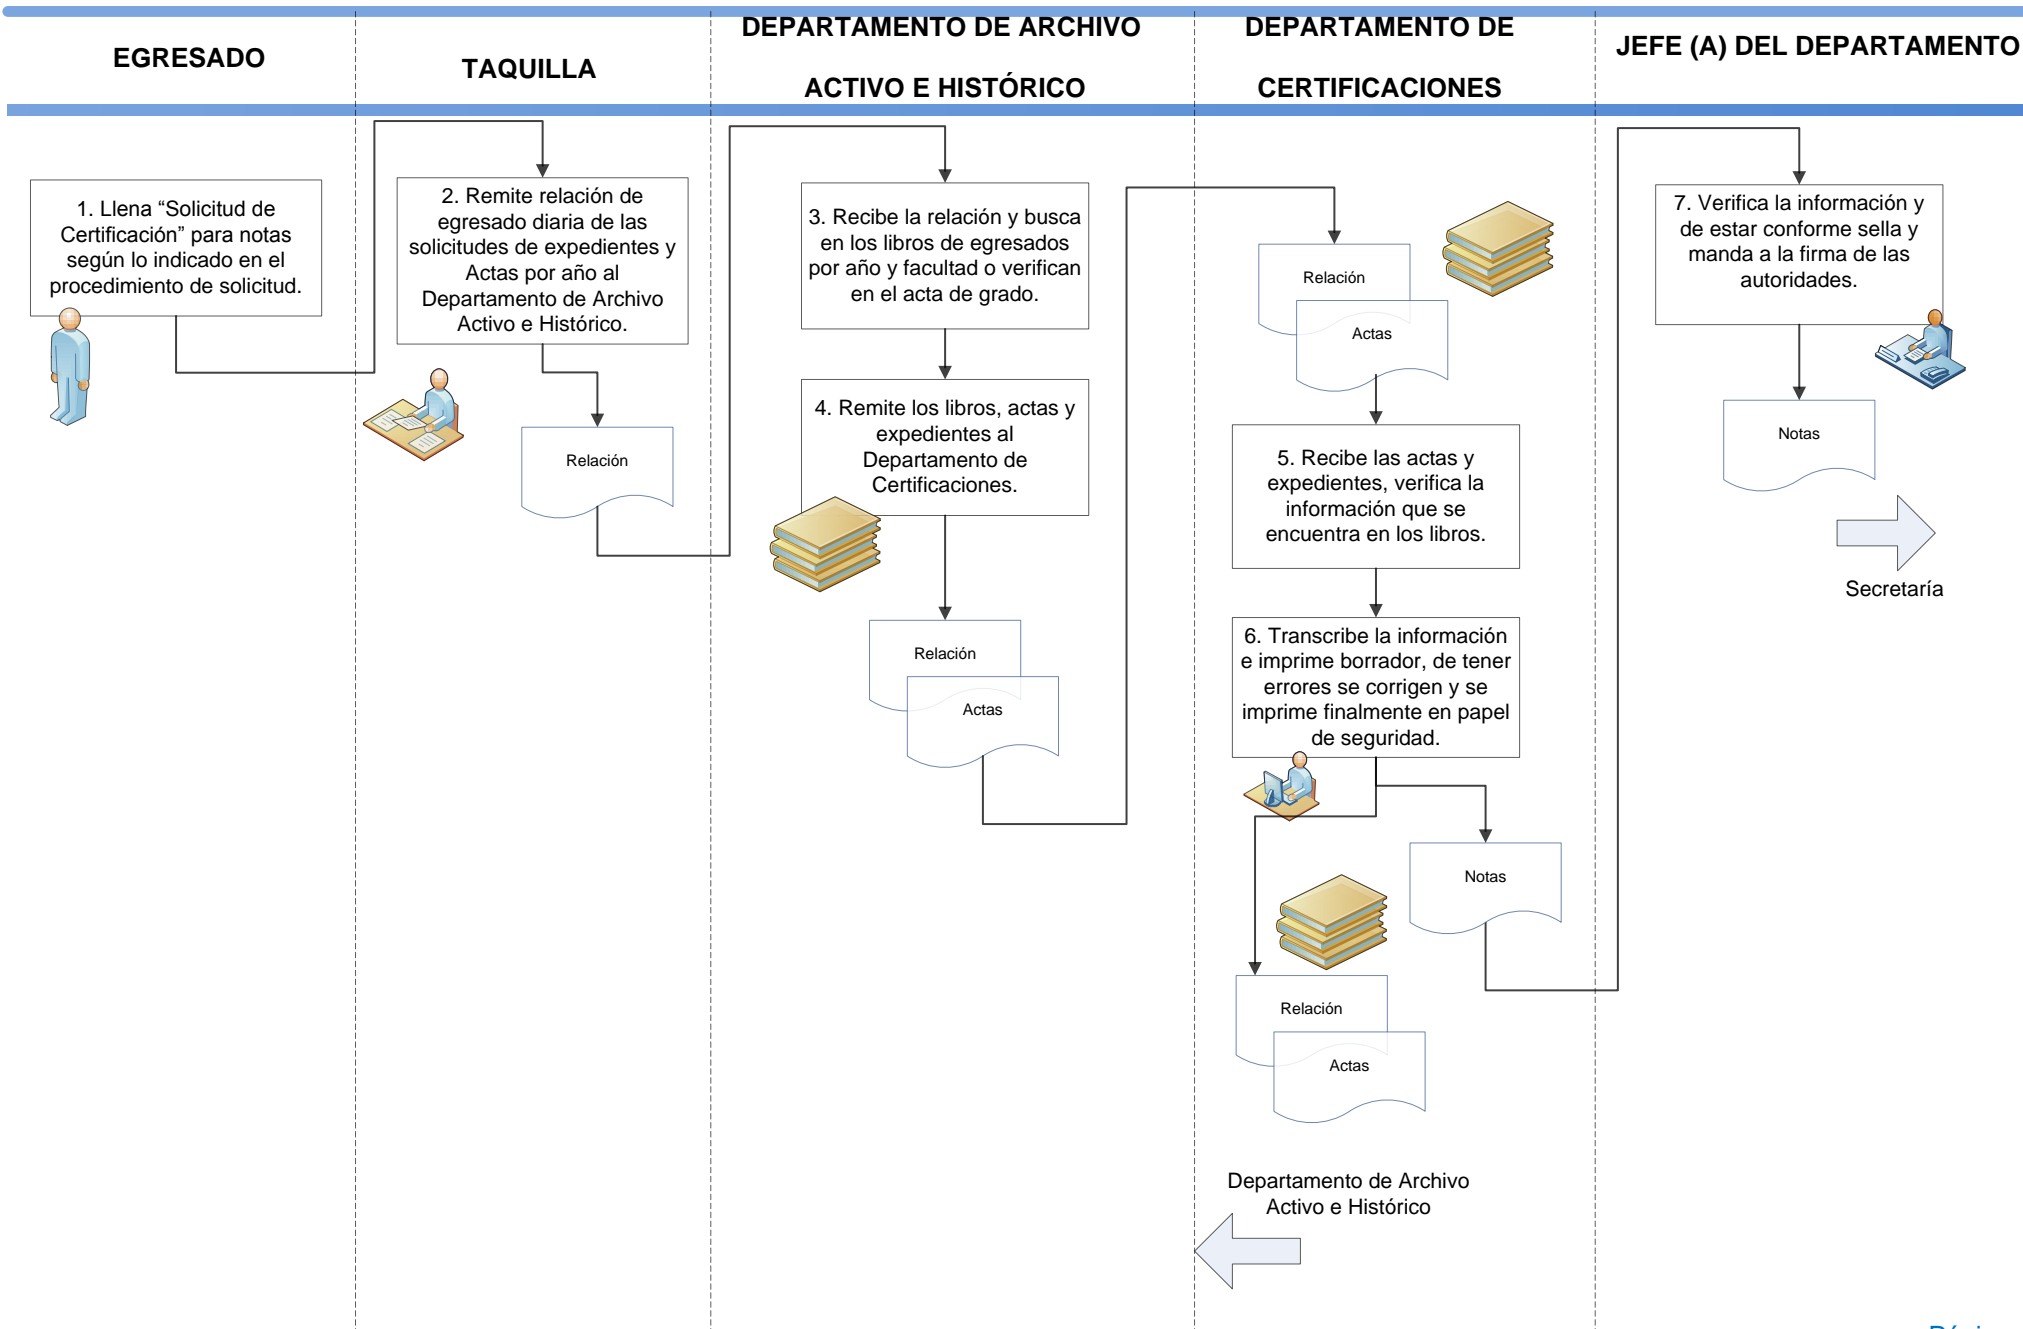 EGRESADO
TAQUILLA
DEPARTAMENTO DE ARCHIVO
ACTIVO E HISTÓRICO
DEPARTAMENTO DE
CERTIFICACIONES
JEFE (A) DEL DEPARTAMENTO
1. Llena “Solicitud de
Certificación” para notas
según lo indicado en el
procedimiento de solicitud.
2. Remite relación de
egresado diaria de las
solicitudes de expedientes y
Actas por año al
Departamento de Archivo
Activo e Histórico.
Relación
3. Recibe la relación y busca
en los libros de egresados
por año y facultad o verifican
en el acta de grado.
4. Remite los libros, actas y
expedientes al
Departamento de
Certificaciones.
Relación
Actas
Relación
Actas
5. Recibe las actas y
expedientes, verifica la
información que se
encuentra en los libros.
6. Transcribe la información
e imprime borrador, de tener
errores se corrigen y se
imprime finalmente en papel
de seguridad.
Notas
Relación
Actas
Departamento de Archivo
Activo e Histórico
7. Verifica la información y
de estar conforme sella y
manda a la firma de las
autoridades.
Notas
Secretaría